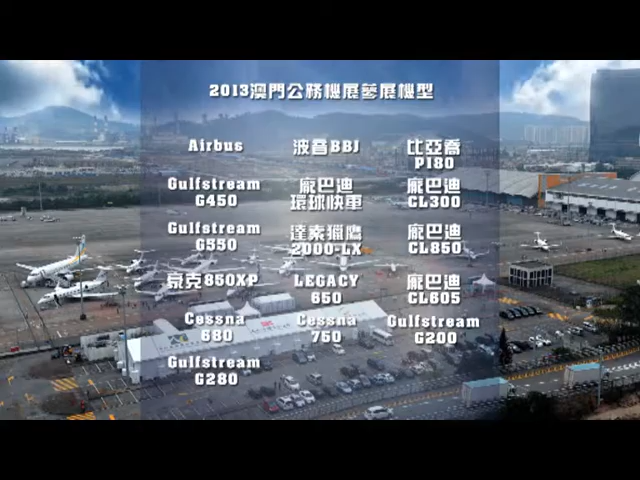 2013澳門公務機展參展機型
Airbus
波音BBJ
比亞喬
P180
Gulfstream
G450
龐巴迪
環球快車
龐巴迪
CL300
Gulfstream
G550
達索獵鷹
2000-LX
龐巴迪
CL850
豪克850XP
LEGACY
650
龐巴迪
CL605
Cessna
680
Cessna
750
Gulfstream
G200
Gulfstream
G280